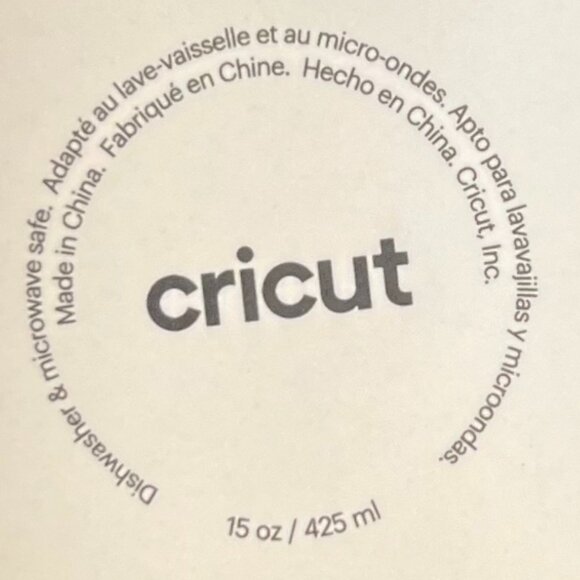 Dishwasher & microwave safe. Adapté au lave-vaisselle et au micro-ondes. Apto para lavavajillas y microondas.
Made in China. Fabriqué en Chine. Hecho en China. Cricut, Inc.
cricut
15 oz / 425 ml